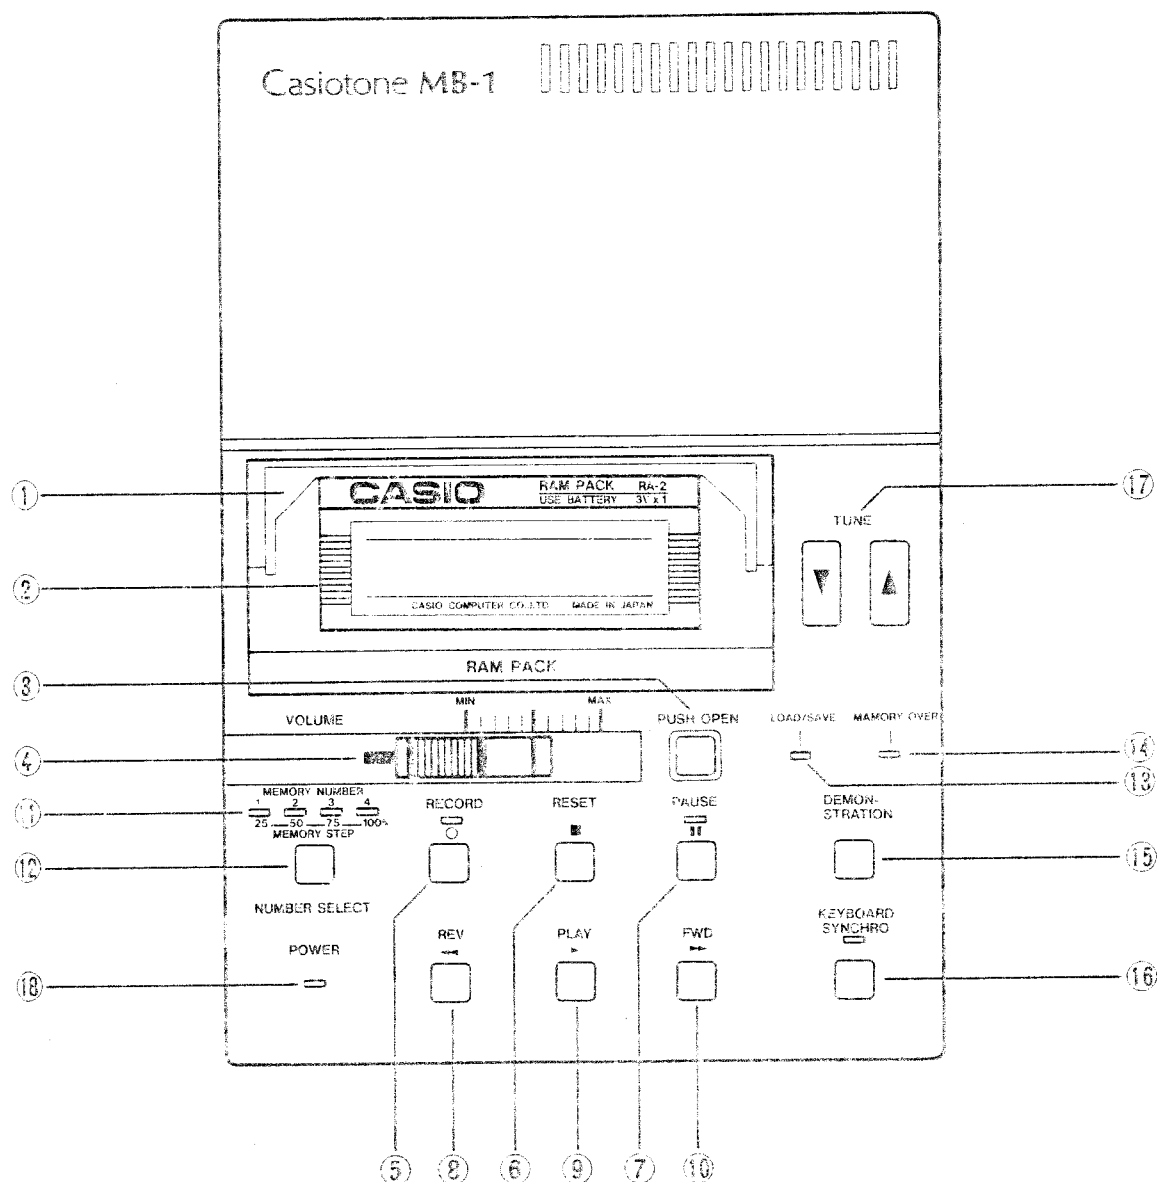 Casiotone MB-1
①
CASIO
RAM PACK RA-2
USE BATTERY 3V x 1
⑰
TUNE
▼ ▲
②
CASIO COMPUTER CO., LTD. MADE IN JAPAN
RAM PACK
③
VOLUME
MIN MAX
PUSH OPEN
LOAD/SAVE
MAMORY OVER
④
⑭
⑬
MEMORY NUMBER
1 2 3 4
25 50 75 100%
MEMORY STEP
⑪
RECORD
RESET
PAUSE
DEMON-
STRATION
⑫
⑮
NUMBER SELECT
KEYBOARD
SYNCHRO
REV
PLAY
FWD
POWER
⑱
⑯
⑤ ⑧ ⑥ ⑨ ⑦ ⑩